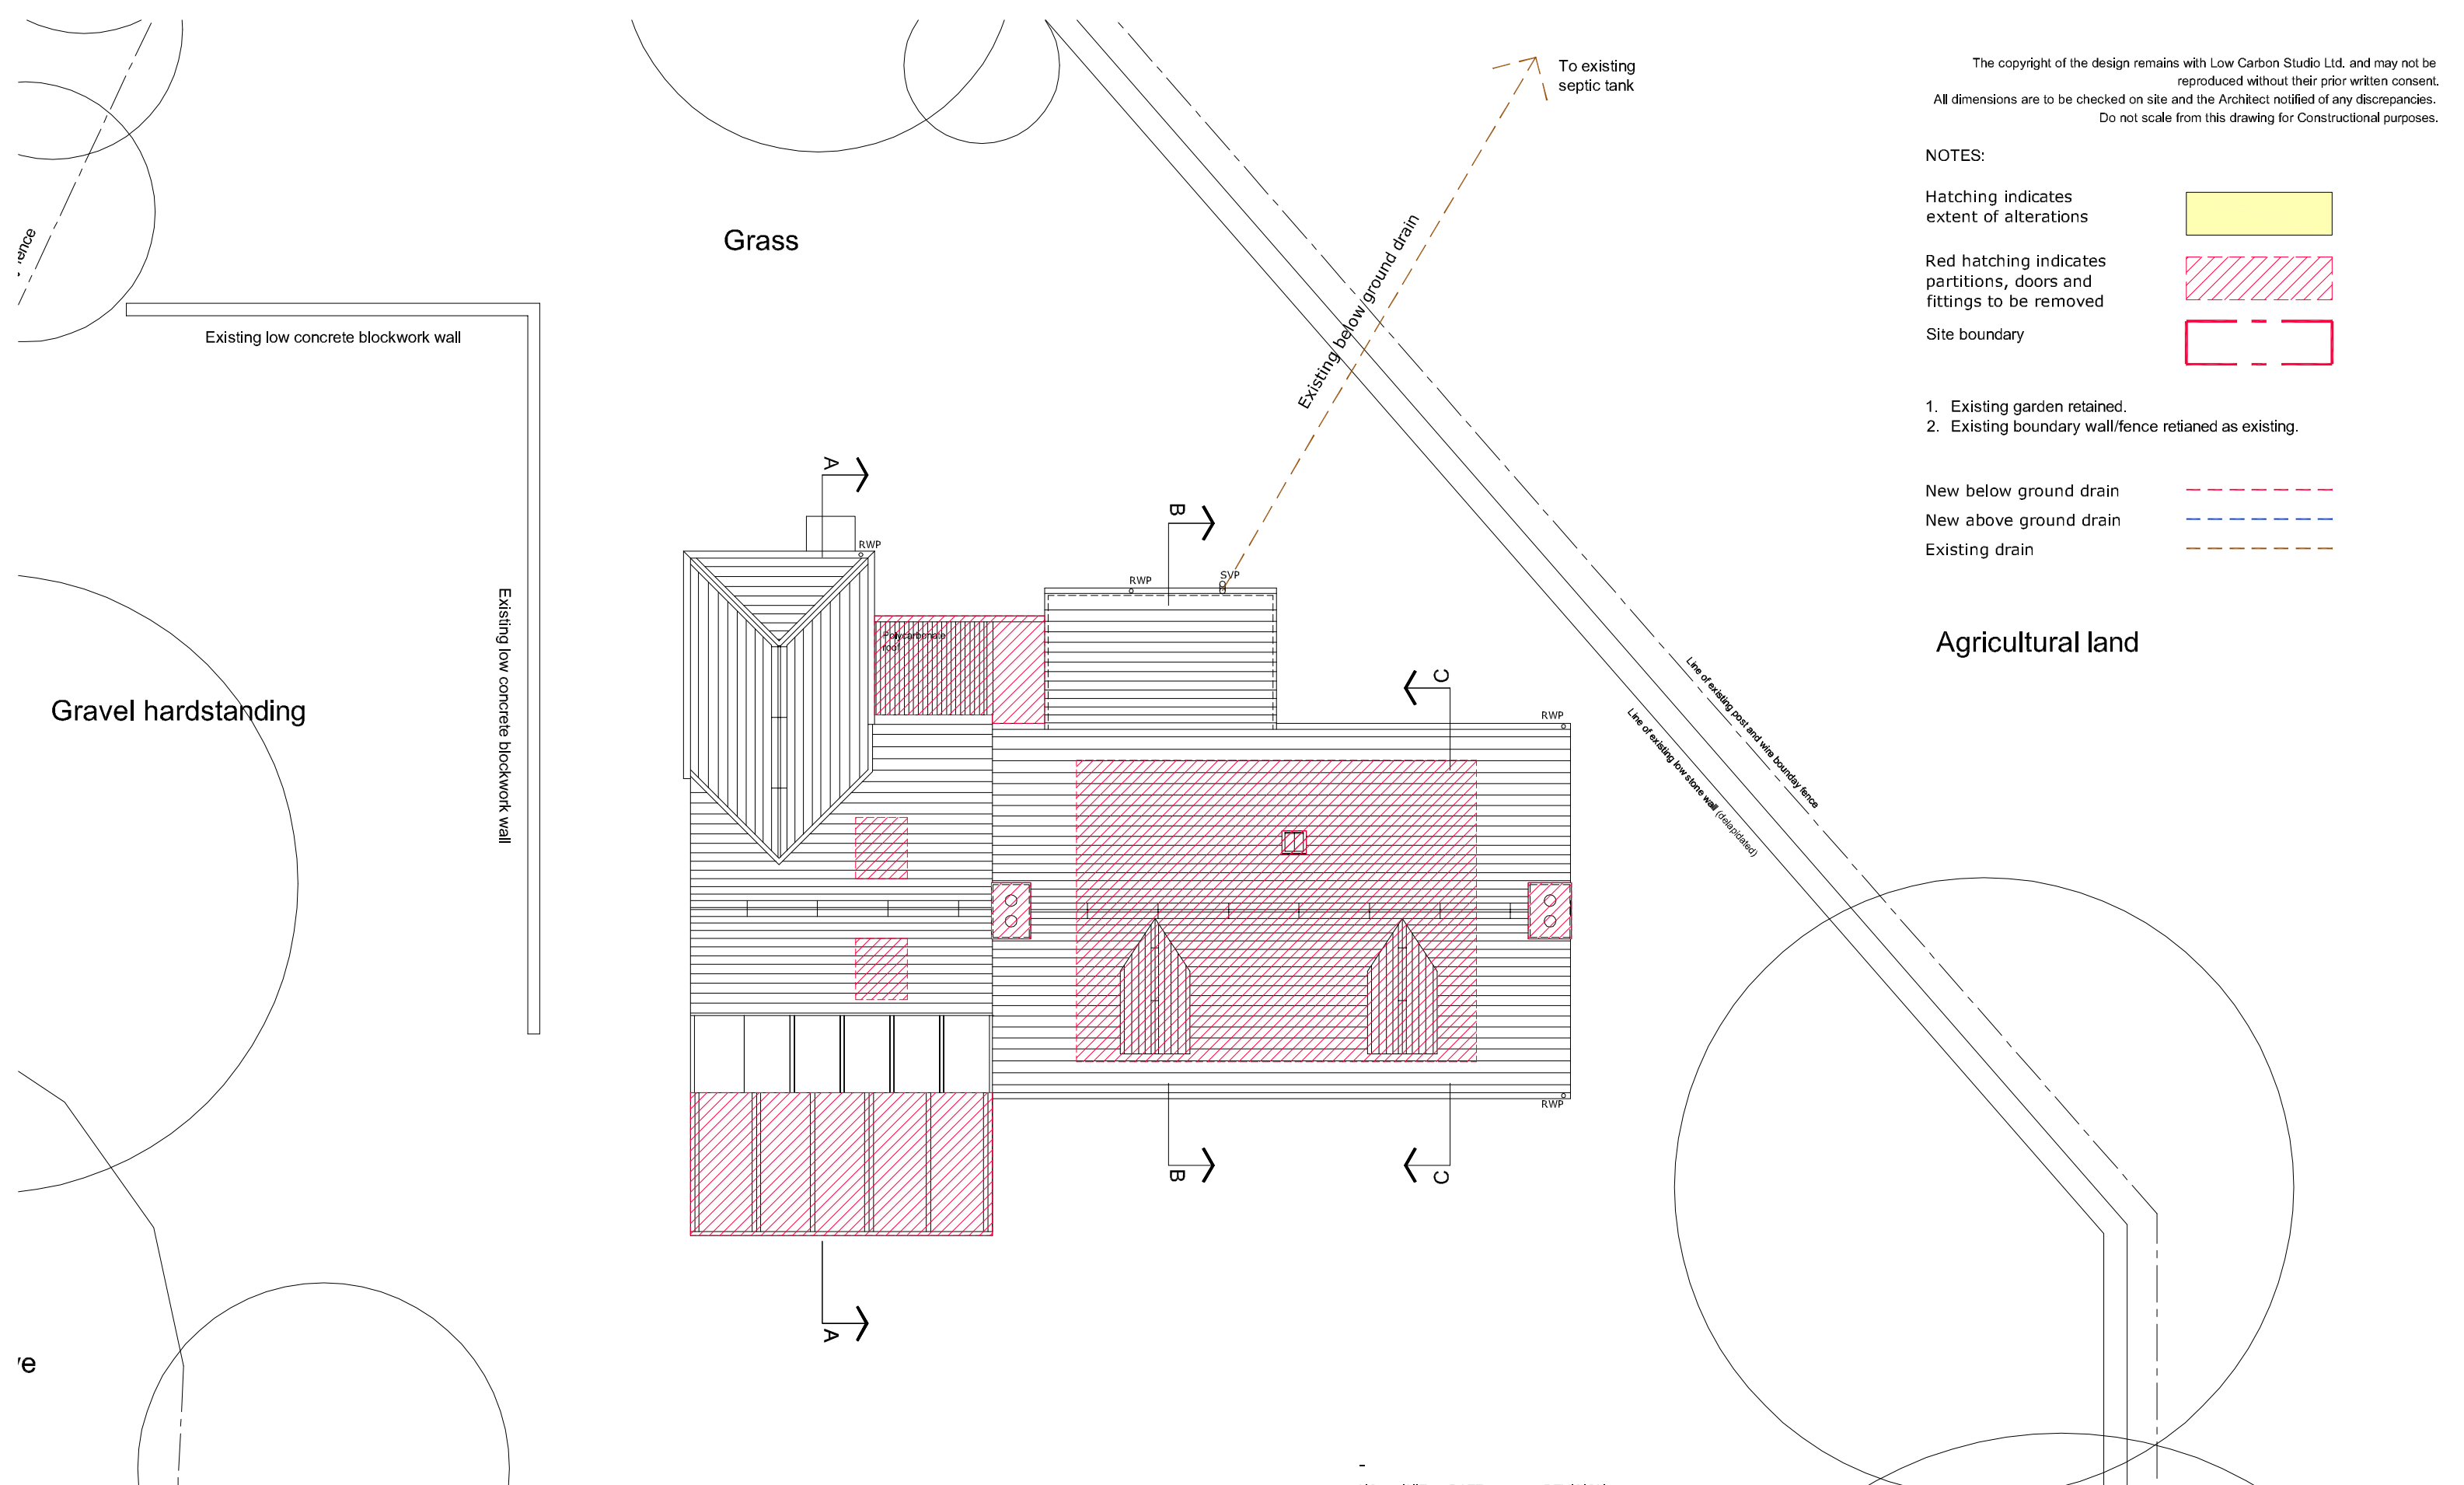 The copyright of the design remains with Low Carbon Studio Ltd. and may not be
reproduced without their prior written consent.
All dimensions are to be checked on site and the Architect notified of any discrepancies.
Do not scale from this drawing for Constructional purposes.
NOTES:
Hatching indicates
extent of alterations
Red hatching indicates
partitions, doors and
fittings to be removed
Site boundary
1. Existing garden retained.
2. Existing boundary wall/fence retianed as existing.
New below ground drain
New above ground drain
Existing drain
To existing
septic tank
Existing below ground drain
Grass
Existing low concrete blockwork wall
Existing low concrete blockwork wall
Gravel hardstanding
Agricultural land
Line of existing post and wire bounday fence
Line of existing low stone wall (delapidated)
A
B
C
RWP
RWP
SVP
Polycarbonate
roof
RWP
RWP
B
C
A